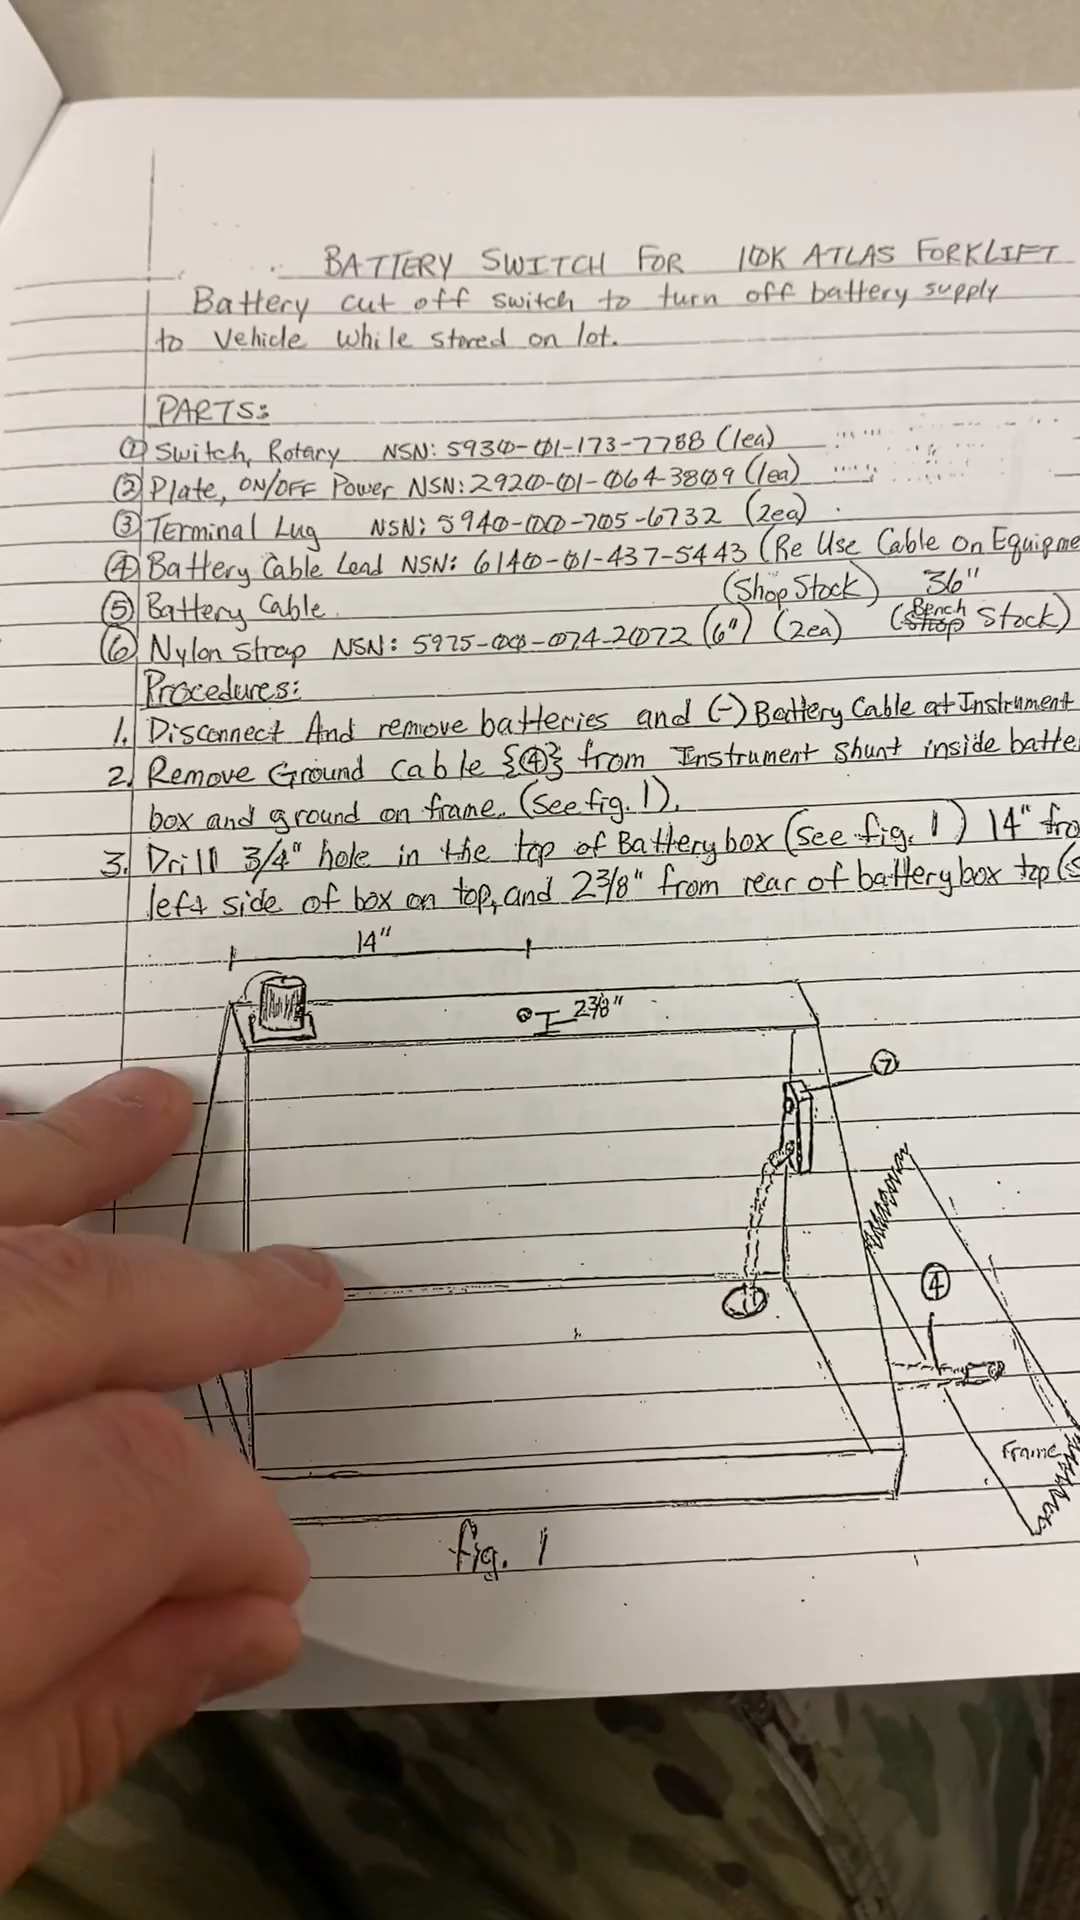 BATTERY SWITCH FOR 10K ATLAS FORKLIFT
Battery cut off switch to turn off battery supply
to Vehicle While stored on lot.
PARTS:
① Switch, Rotary NSN: 5930-01-173-7788 (1ea)
② Plate, ON/OFF Power NSN: 2920-01-064-3809 (1ea)
③ Terminal Lug NSN: 5940-00-705-6732 (2ea)
④ Battery Cable Lead NSN: 6140-01-437-5443 (Re Use Cable On Equipme
⑤ Battery Cable (Shop Stock) 36"
⑥ Nylon strap NSN: 5975-00-074-2072 (6") (2ea) (Bench Stock)
Procedures:
1. Disconnect And remove batteries and (-) Battery Cable at Instrument
2. Remove Ground Cable {④} from Instrument Shunt inside batte
box and ground on frame. (see fig. 1).
3. Drill 3/4" hole in the top of Battery box (see fig. 1) 14" fro
left side of box on top, and 2 3/8" from rear of battery box top (s
14"
2 3/8"
⑦
④
Frame
fig. 1